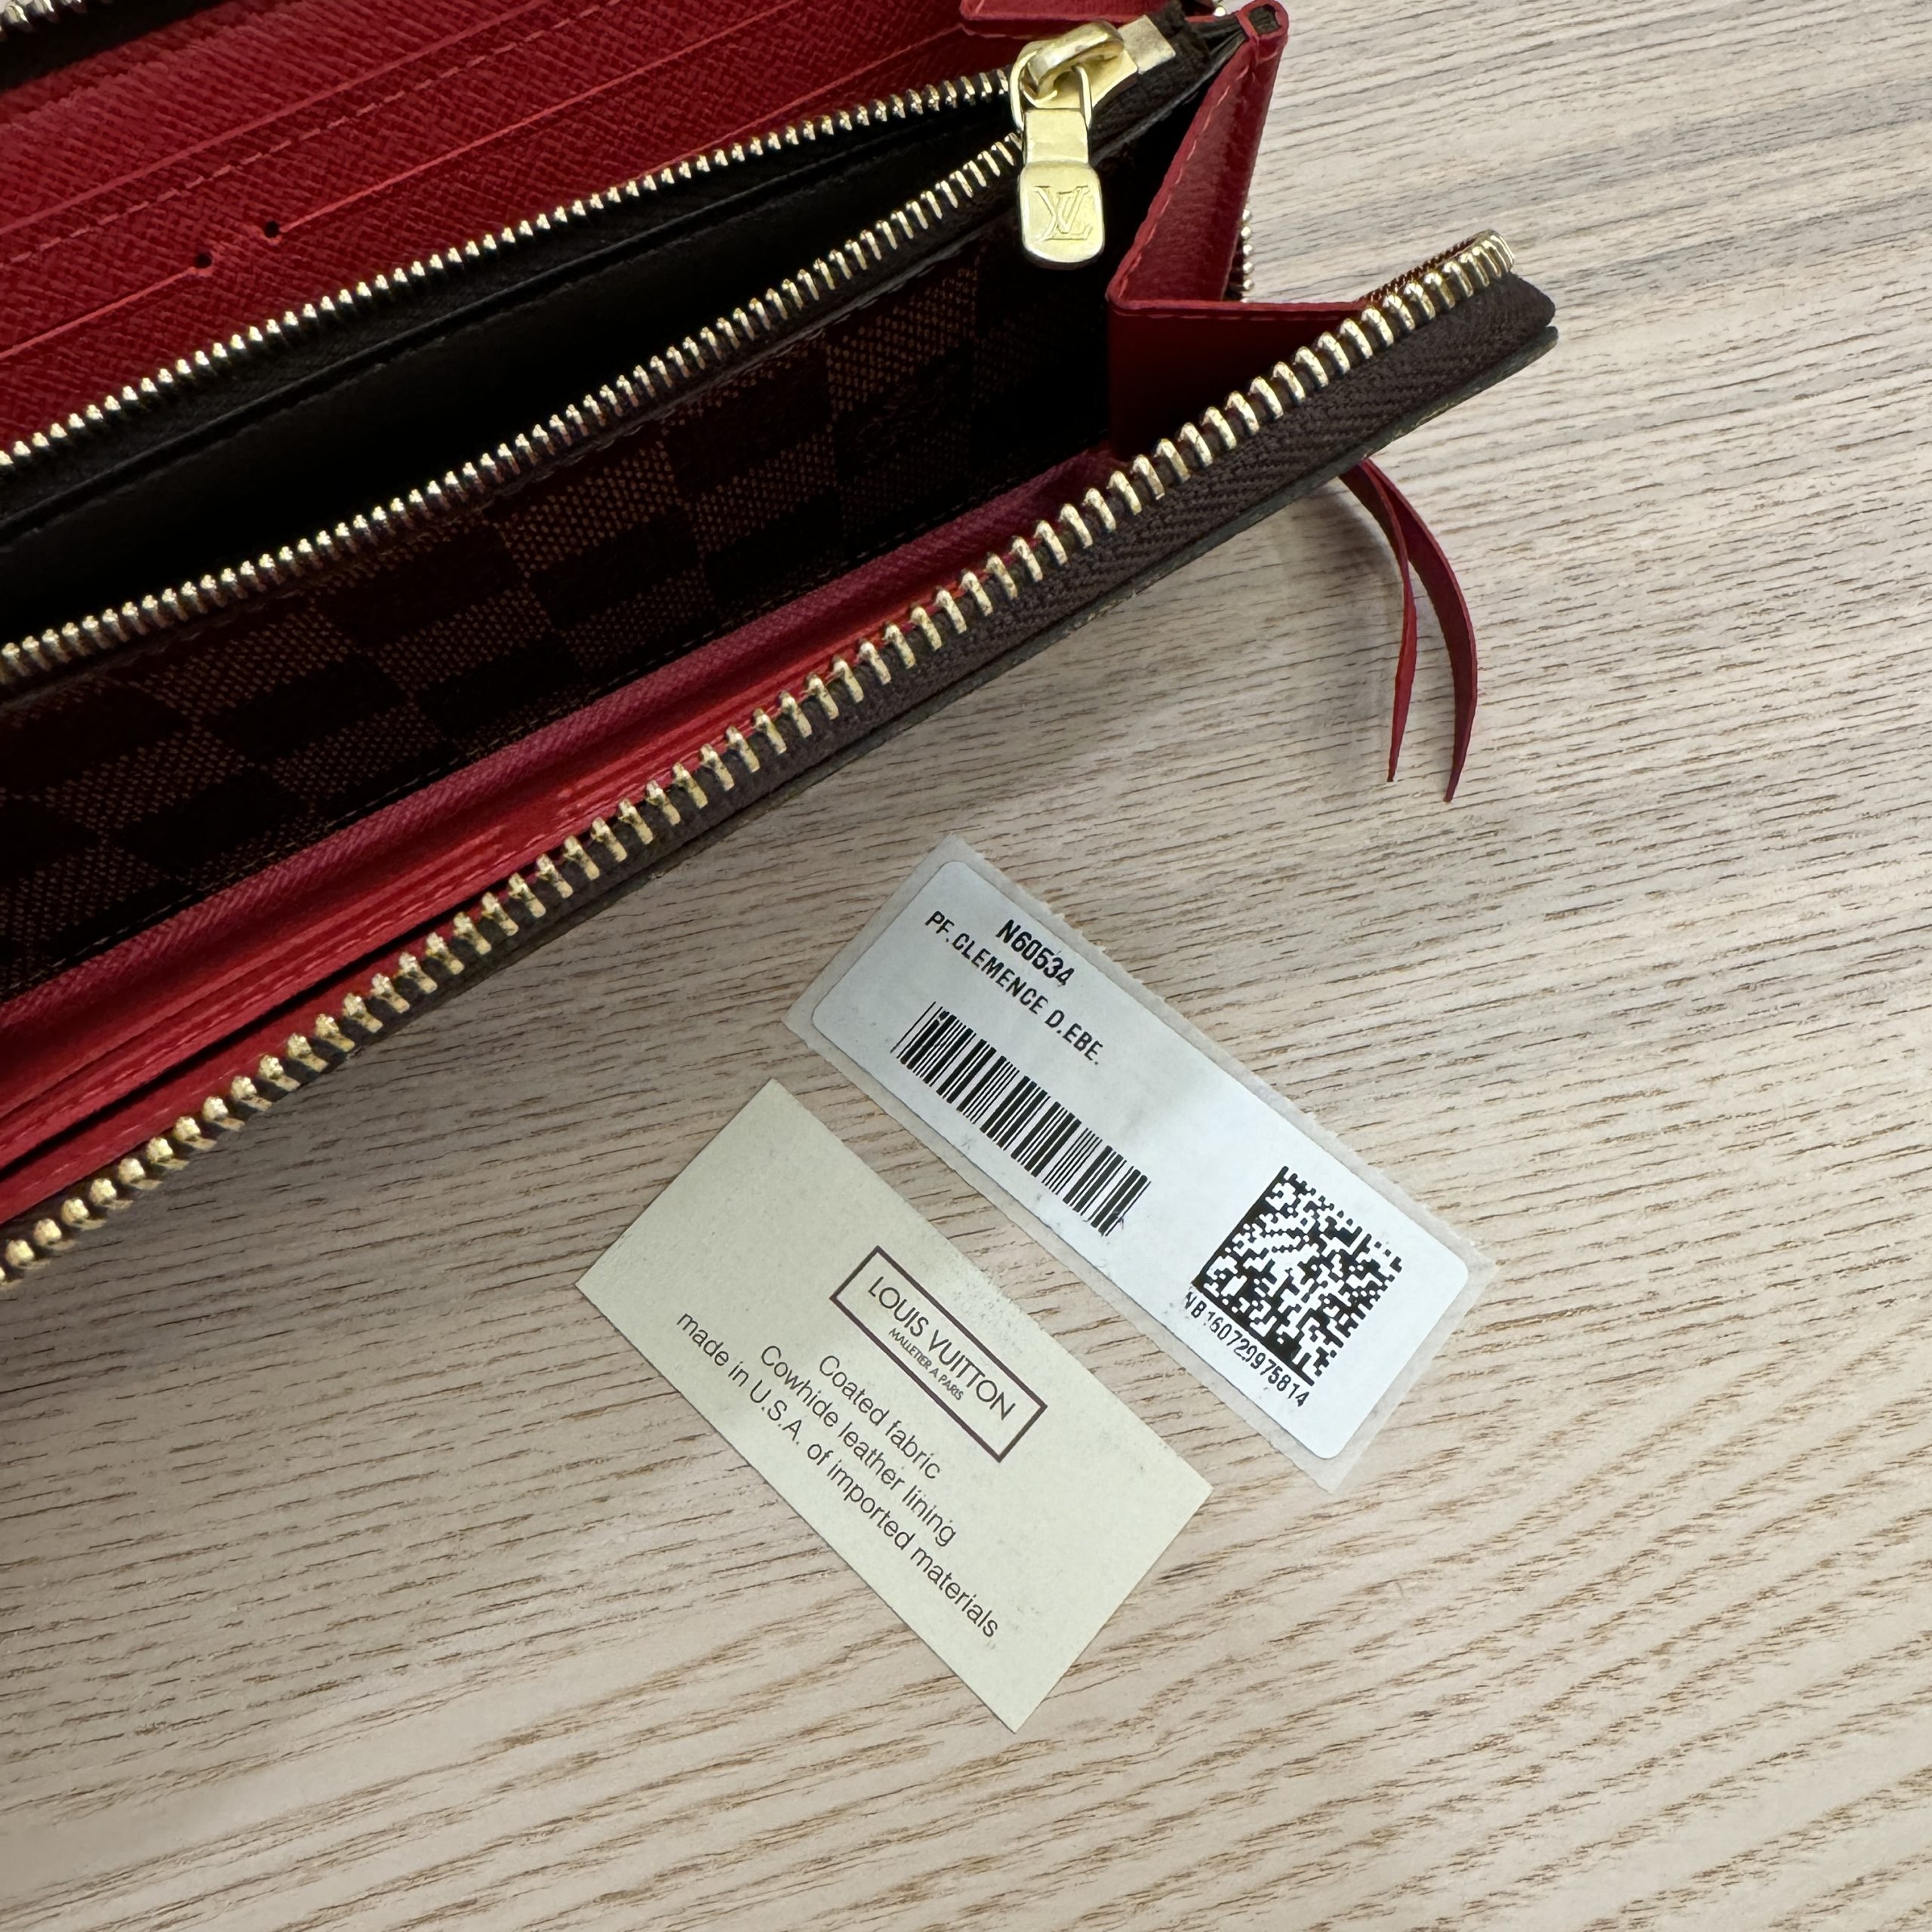 LV
N60534
PF.CLEMENCE D.EBE.
NB160729975814
LOUIS VUITTON
MALLETIER A PARIS
Coated fabric
Cowhide leather lining
made in U.S.A. of imported materials